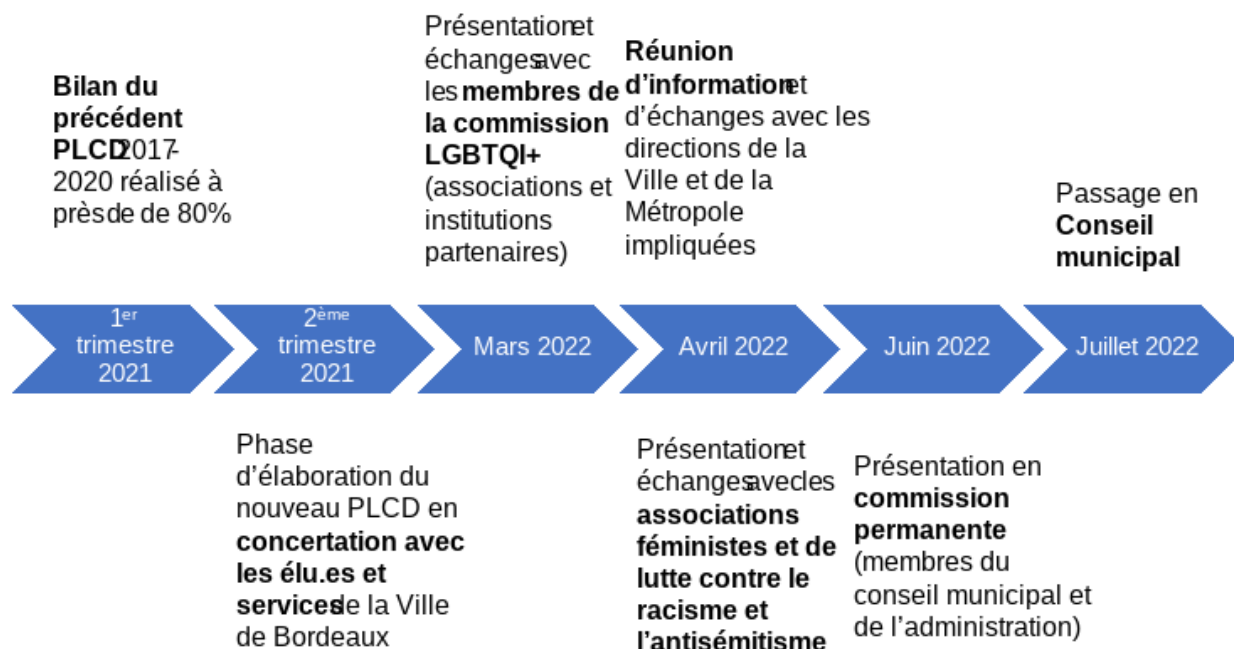 Bilan du
précédent
PLCD 2017-
2020 réalisé à
près de de 80%
Présentation et
échanges avec
les membres de
la commission
LGBTQI+
(associations et
institutions
partenaires)
Réunion
d’information et
d’échanges avec les
directions de la
Ville et de la
Métropole
impliquées
Passage en
Conseil
municipal
1er
trimestre
2021
2ème
trimestre
2021
Mars 2022
Avril 2022
Juin 2022
Juillet 2022
Phase
d’élaboration du
nouveau PLCD en
concertation avec
les élu.es et
services de la Ville
de Bordeaux
Présentation et
échanges avec les
associations
féministes et de
lutte contre le
racisme et
l’antisémitisme
Présentation en
commission
permanente
(membres du
conseil municipal et
de l’administration)